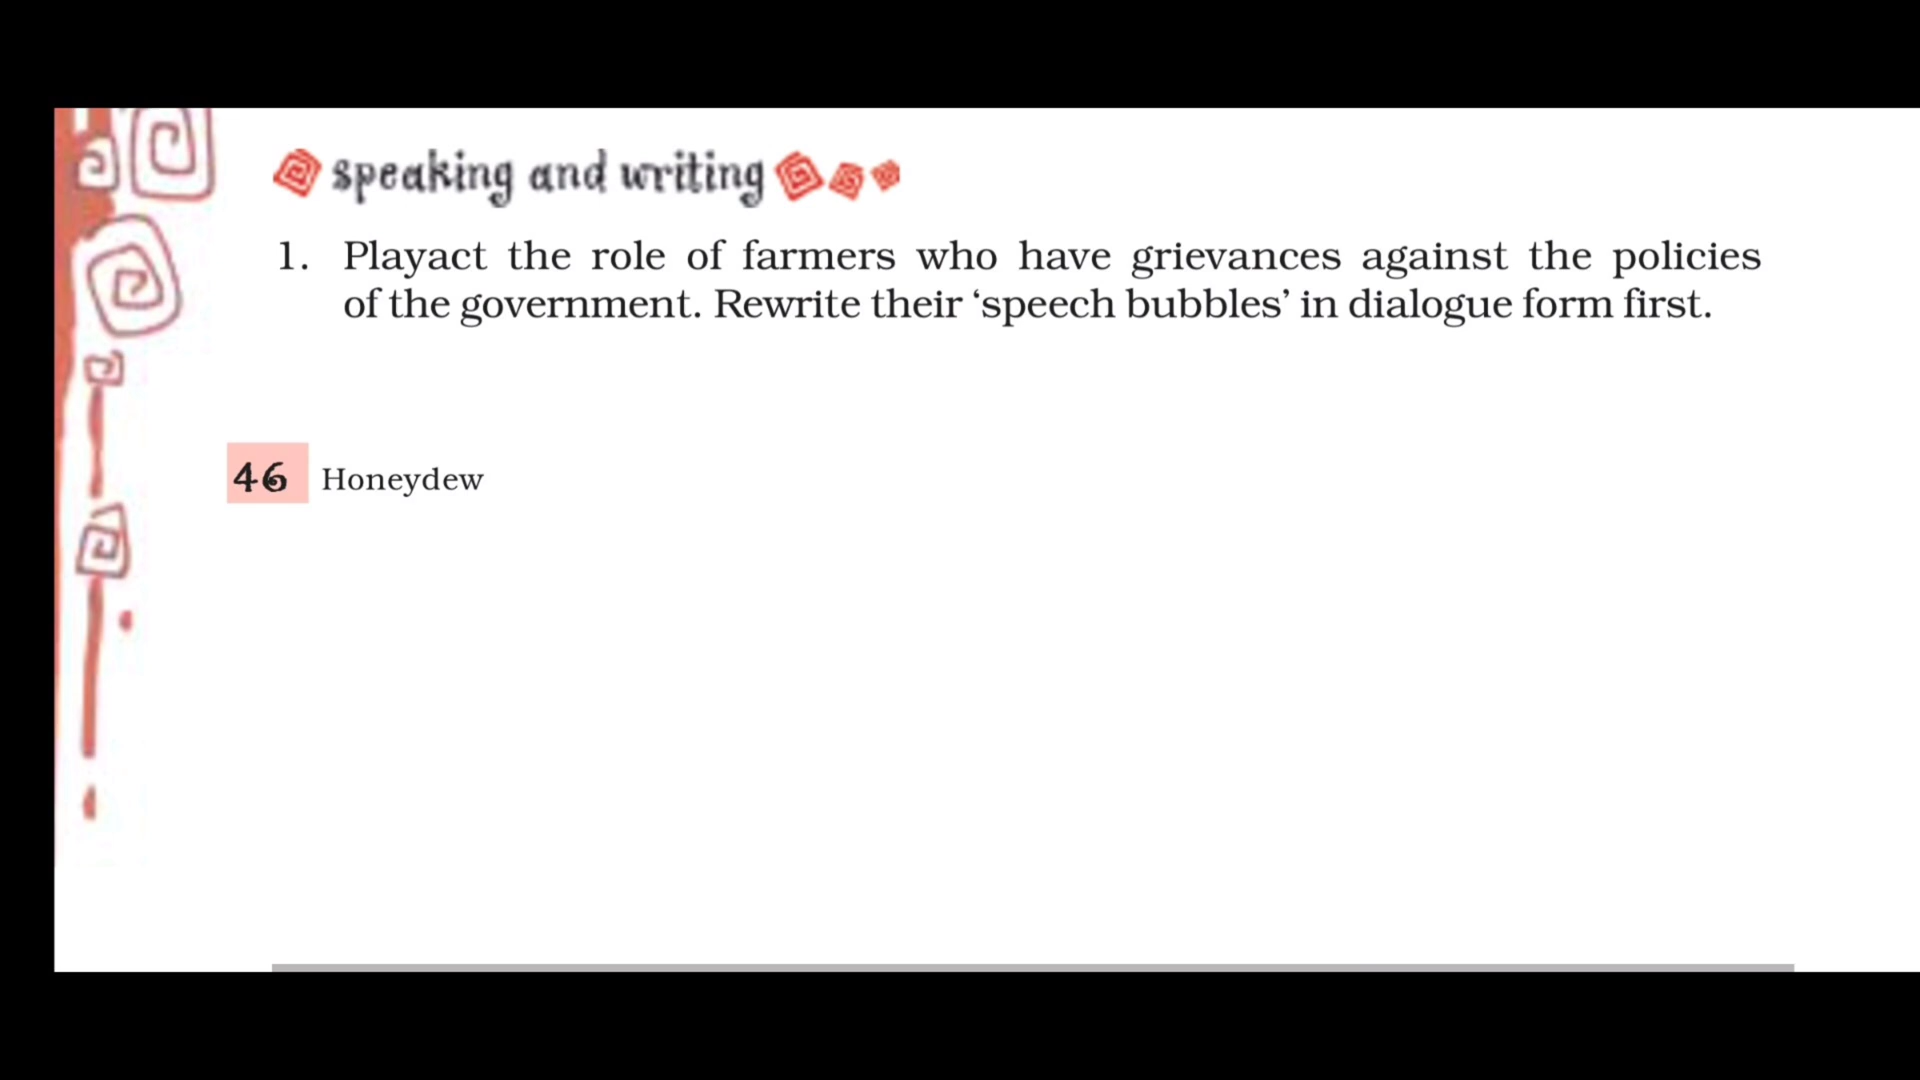 speaking and writing
1. Playact the role of farmers who have grievances against the policies
of the government. Rewrite their ‘speech bubbles’ in dialogue form first.
46 Honeydew